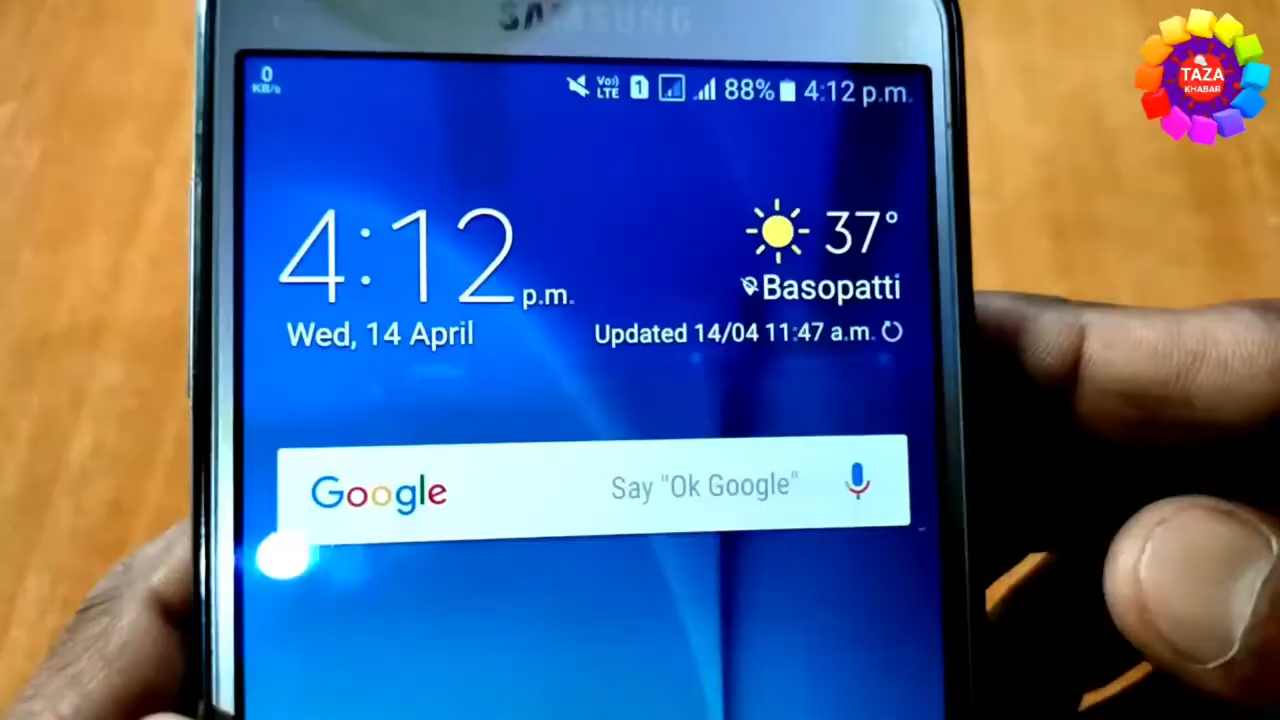 SAMSUNG
0
KB/s
Vo))
LTE
1
88%
4:12 p.m.
4:12 p.m.
Wed, 14 April
37°
Basopatti
Updated 14/04 11:47 a.m.
Google
Say "Ok Google"
TAZA
KHABAR